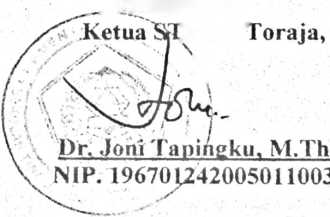 Ketua ST Toraja,
Dr. Joni Tapingku, M.Th
NIP. 196701242005011003